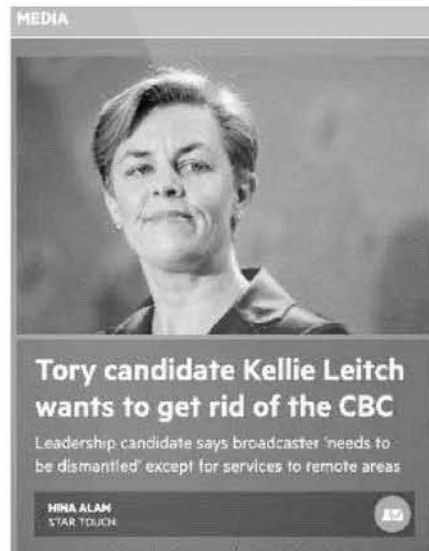 MEDIA
Tory candidate Kellie Leitch
wants to get rid of the CBC
Leadership candidate says broadcaster 'needs to
be dismantled' except for services to remote areas
HINA ALAM
STAR TOUCH